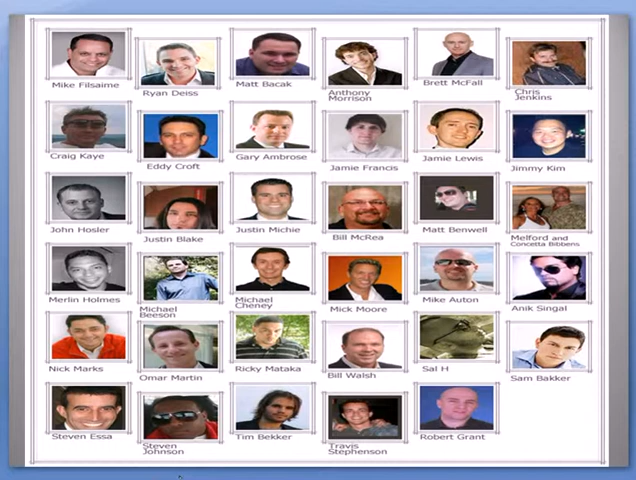 Mike Filsaime
Ryan Deiss
Matt Bacak
Anthony
Morrison
Brett McFall
Chris
Jenkins
Craig Kaye
Eddy Croft
Gary Ambrose
Jamie Francis
Jamie Lewis
Jimmy Kim
John Hosler
Justin Blake
Justin Michie
Bill McRea
Matt Benwell
Melford and
Concetta Bibbens
Merlin Holmes
Michael
Beeson
Michael
Cheney
Mick Moore
Mike Auton
Anik Singal
Nick Marks
Omar Martin
Ricky Mataka
Bill Walsh
Sal H
Sam Bakker
Steven Essa
Steven
Johnson
Tim Bekker
Travis
Stephenson
Robert Grant